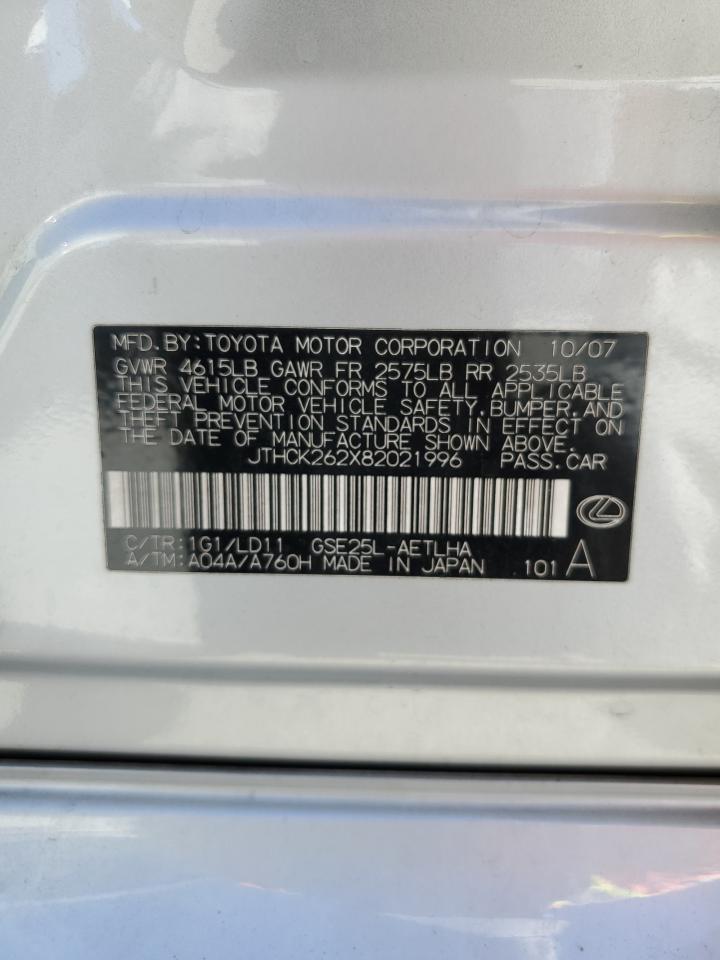 MFD. BY: TOYOTA MOTOR CORPORATION 10/07
GVWR 4615LB GAWR FR 2575LB RR 2535LB
THIS VEHICLE CONFORMS TO ALL APPLICABLE
FEDERAL MOTOR VEHICLE SAFETY, BUMPER, AND
THEFT PREVENTION STANDARDS IN EFFECT ON
THE DATE OF MANUFACTURE SHOWN ABOVE.
JTHCK262X82021996 PASS. CAR
C/TR: 1G1/LD11 GSE25L-AETLHA
A/TM: A04A/A760H MADE IN JAPAN 101 A